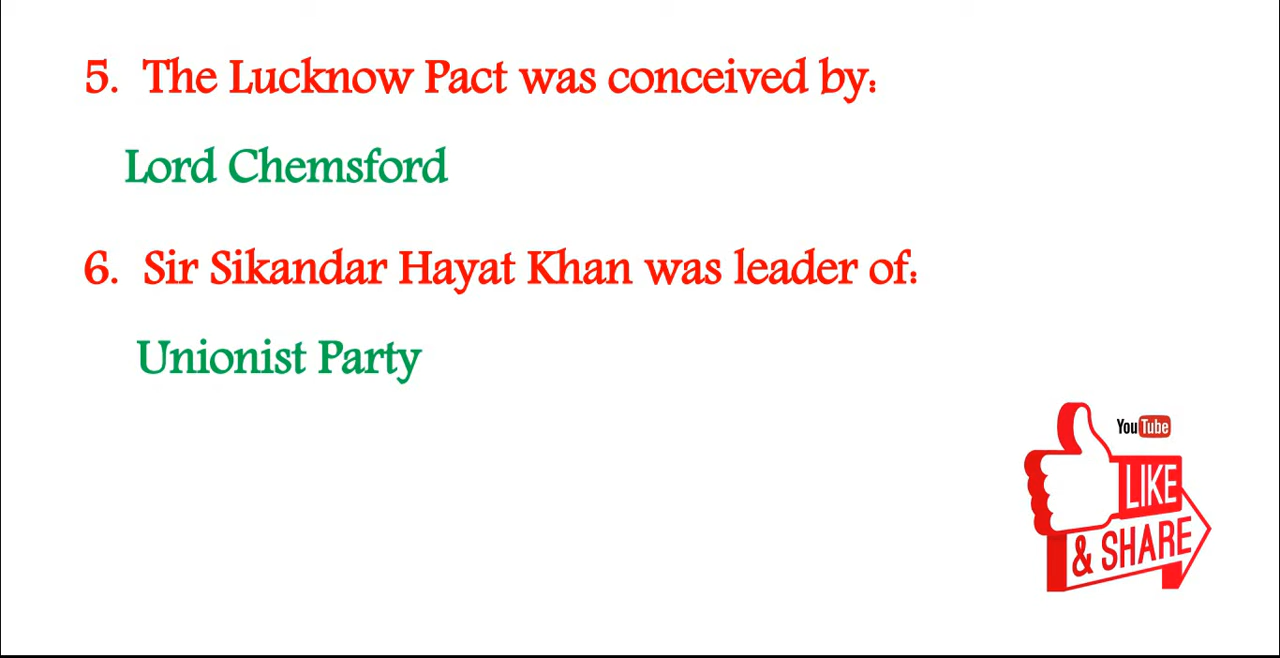 5. The Lucknow Pact was conceived by:
Lord Chemsford
6. Sir Sikandar Hayat Khan was leader of:
Unionist Party
YouTube
LIKE
& SHARE